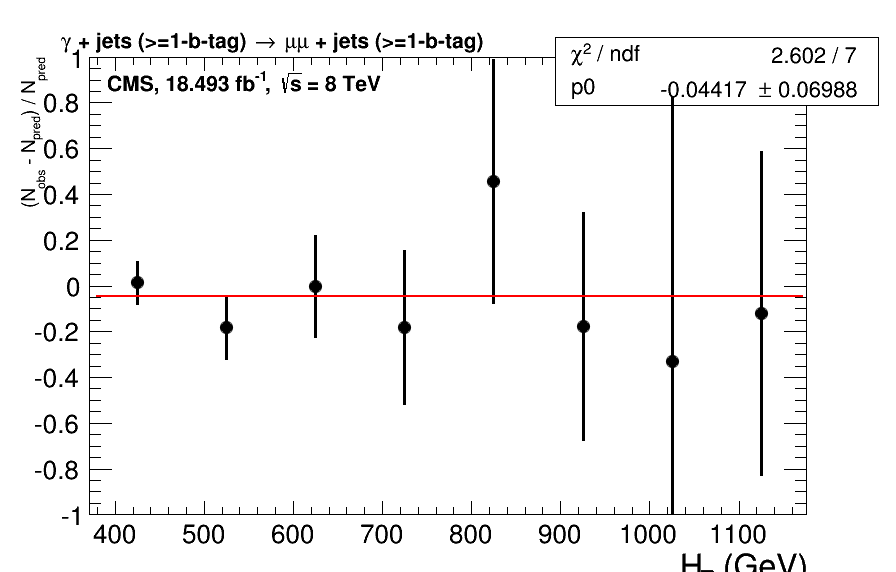 γ + jets (>=1-b-tag) → μμ + jets (>=1-b-tag)
χ² / ndf 2.602 / 7
p0 -0.04417 ± 0.06988
CMS, 18.493 fb⁻¹, √s = 8 TeV
(N_obs - N_pred) / N_pred
1
0.8
0.6
0.4
0.2
0
-0.2
-0.4
-0.6
-0.8
-1
400 500 600 700 800 900 1000 1100
(GeV)